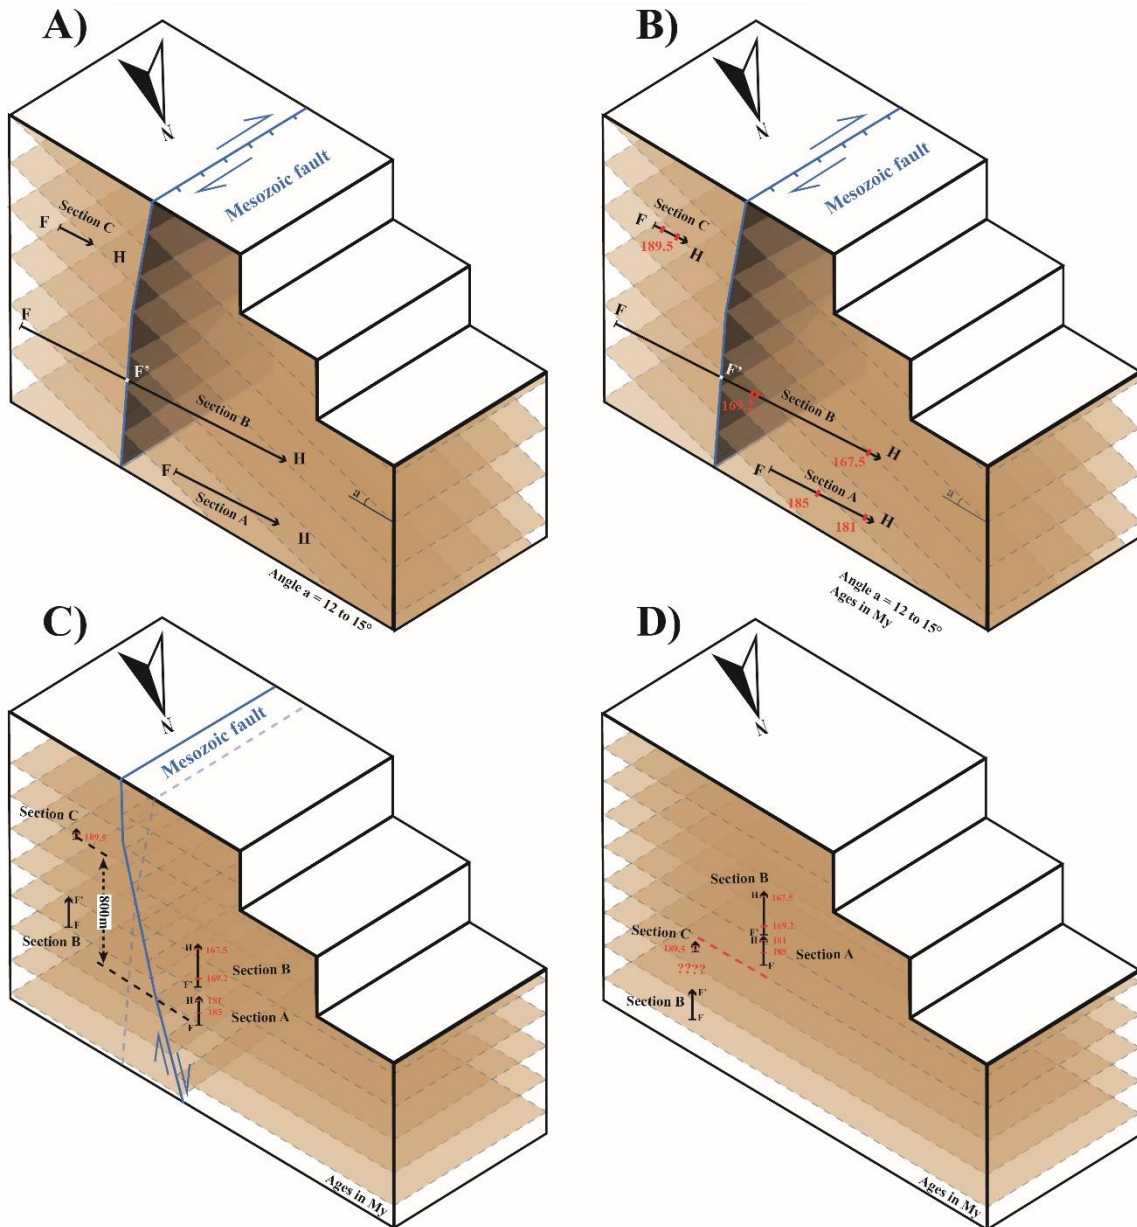 A)
N
Mesozoic fault
Section C
F
H
F
F'
Section B
H
F
Section A
H
a
Angle a = 12 to 15°
B)
N
Mesozoic fault
Section C
F
189.5
H
F
F'
169.2
Section B
167.5
H
F
Section A
185
181
H
a
Angle a = 12 to 15°
Ages in My
C)
N
Mesozoic fault
Section C
189.5
800m
F'
F
Section B
H
167.5
169.2
F'
Section B
H
181
185
F
Section A
Ages in My
D)
N
Section B
H
167.5
169.2
F'
H
181
185
F
Section A
Section C
189.5
????
Section B
F'
F
Ages in My